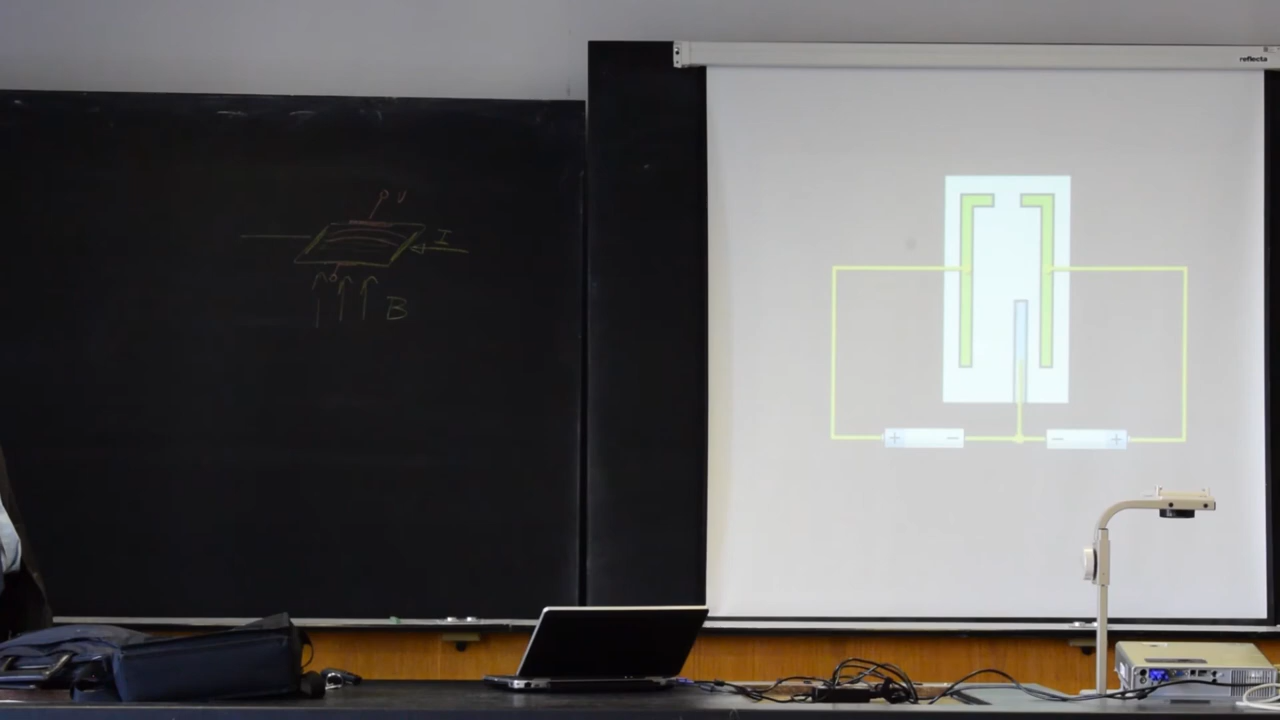 V
I
B
reflecta
+ −
− +